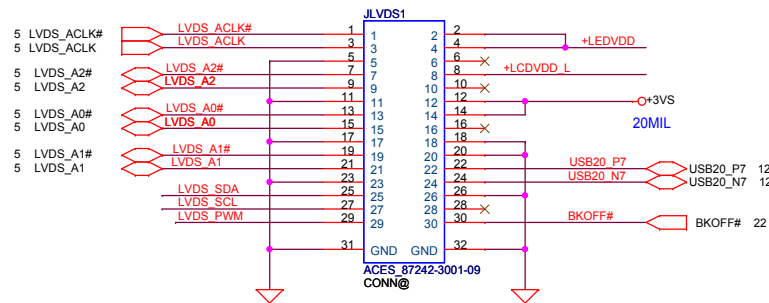 JLVDS1
5 LVDS_ACLK# LVDS_ACLK# 1 1 2 2
5 LVDS_ACLK LVDS_ACLK 3 3 4 4 +LEDVDD
5 5 6 6
5 LVDS_A2# LVDS_A2# 7 7 8 8 +LCDVDD_L
5 LVDS_A2 LVDS_A2 9 9 10 10
11 11 12 12 +3VS
5 LVDS_A0# LVDS_A0# 13 13 14 14
5 LVDS_A0 LVDS_A0 15 15 16 16 20MIL
17 17 18 18
5 LVDS_A1# LVDS_A1# 19 19 20 20
5 LVDS_A1 LVDS_A1 21 21 22 22 USB20_P7 USB20_P7 12
23 23 24 24 USB20_N7 USB20_N7 12
LVDS_SDA 25 25 26 26
LVDS_SCL 27 27 28 28
LVDS_PWM 29 29 30 30 BKOFF# BKOFF# 22
31 GND GND 32
ACES_87242-3001-09
CONN@